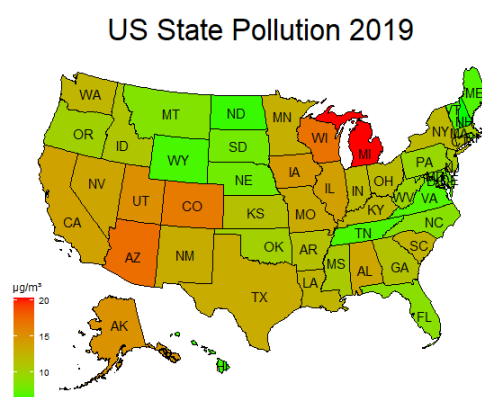 US State Pollution 2019
WA
MT
ND
MN
ME
VT
NH
OR
ID
SD
WI
MI
NY
MA
WY
IA
PA
NE
NV
UT
CO
IL
IN
OH
WV
VA
CA
KS
MO
KY
AZ
NM
OK
AR
TN
NC
SC
MS
AL
GA
TX
LA
FL
AK
HI
µg/m³
20
15
10